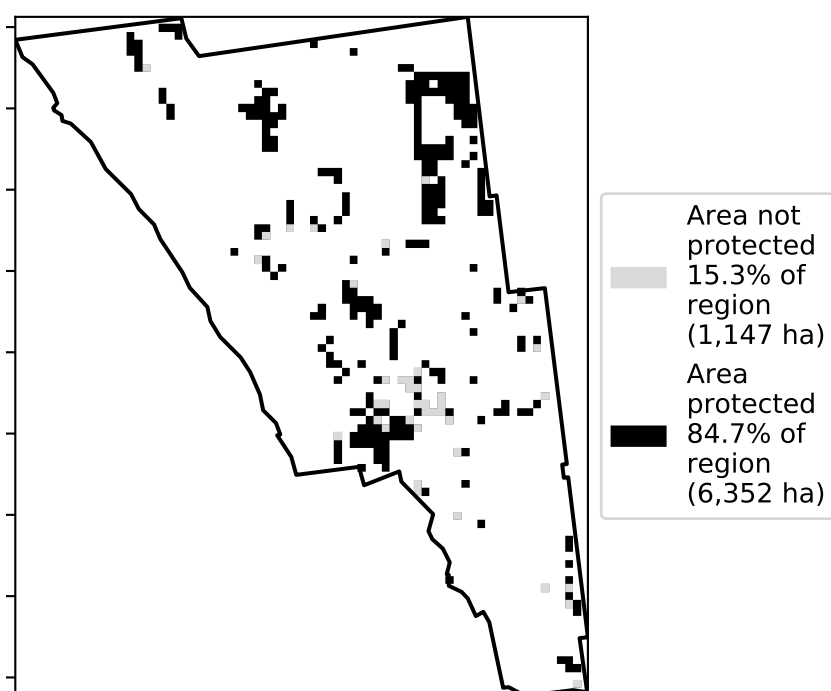 Area not
protected
15.3% of
region
(1,147 ha)
Area
protected
84.7% of
region
(6,352 ha)